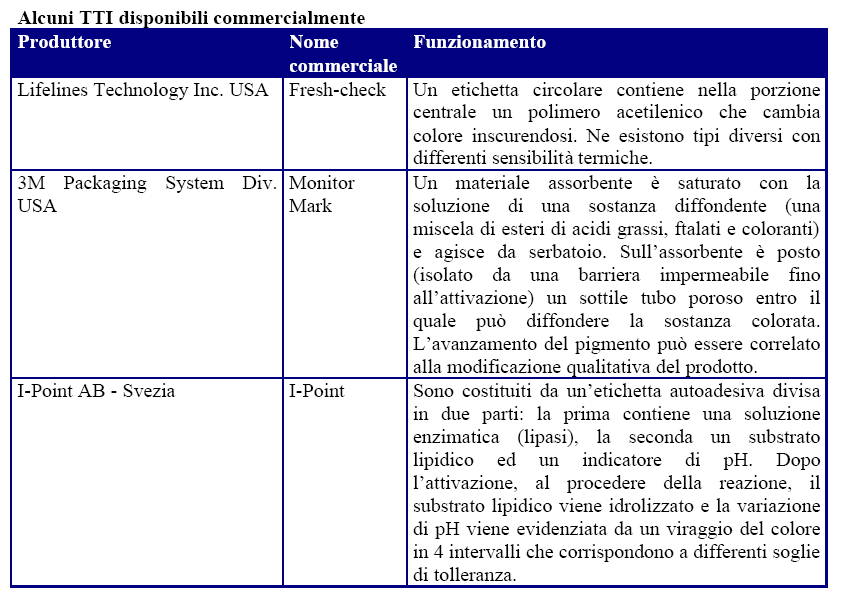 Alcuni TTI disponibili commercialmente
Produttore
Nome
commerciale
Funzionamento
Lifelines Technology Inc. USA
Fresh-check
Un etichetta circolare contiene nella porzione
centrale un polimero acetilenico che cambia
colore inscurendosi. Ne esistono tipi diversi con
differenti sensibilità termiche.
3M Packaging System Div.
USA
Monitor
Mark
Un materiale assorbente è saturato con la
soluzione di una sostanza diffondente (una
miscela di esteri di acidi grassi, ftalati e coloranti)
e agisce da serbatoio. Sull’assorbente è posto
(isolato da una barriera impermeabile fino
all’attivazione) un sottile tubo poroso entro il
quale può diffondere la sostanza colorata.
L’avanzamento del pigmento può essere correlato
alla modificazione qualitativa del prodotto.
I-Point AB - Svezia
I-Point
Sono costituiti da un’etichetta autoadesiva divisa
in due parti: la prima contiene una soluzione
enzimatica (lipasi), la seconda un substrato
lipidico ed un indicatore di pH. Dopo
l’attivazione, al procedere della reazione, il
substrato lipidico viene idrolizzato e la variazione
di pH viene evidenziata da un viraggio del colore
in 4 intervalli che corrispondono a differenti soglie
di tolleranza.